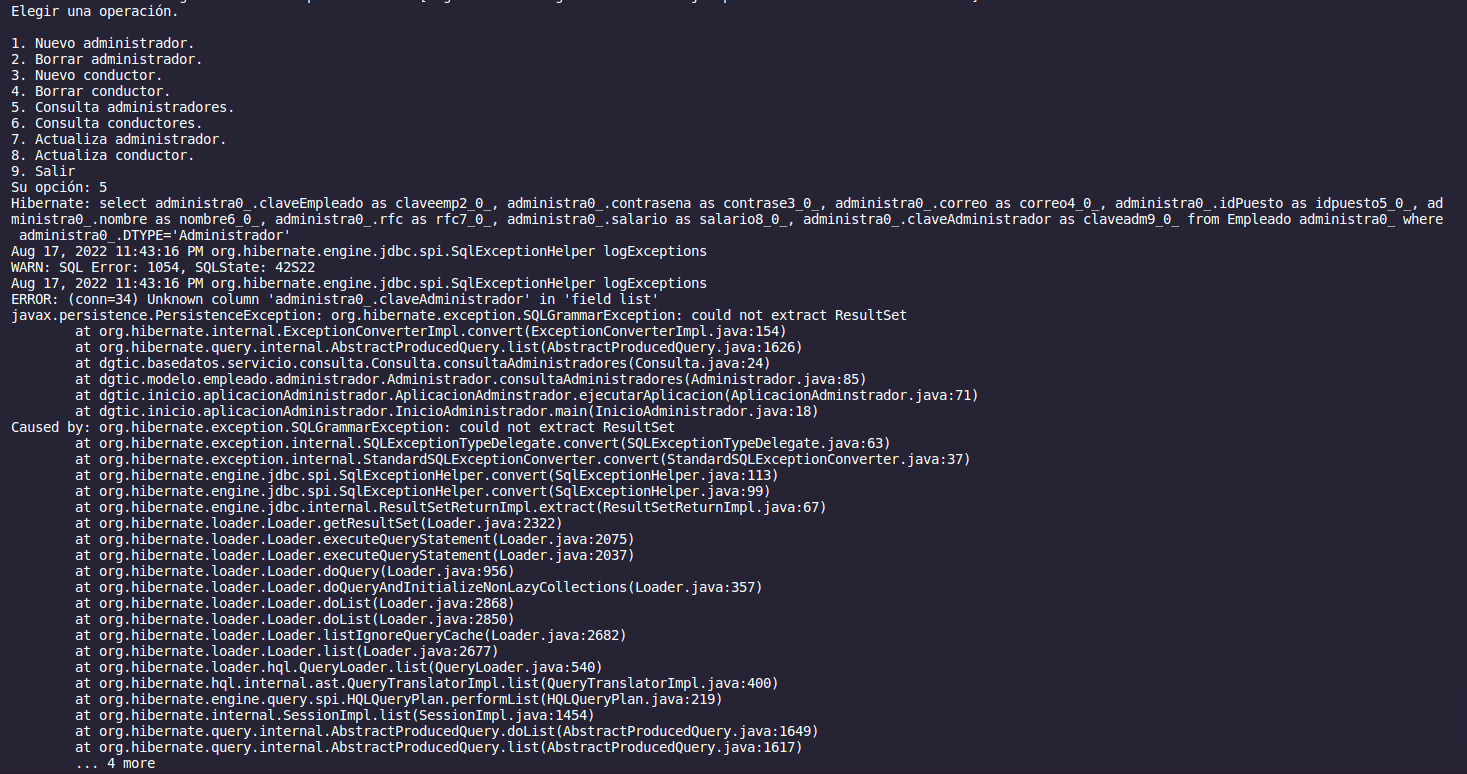 Elegir una operación.
1. Nuevo administrador.
2. Borrar administrador.
3. Nuevo conductor.
4. Borrar conductor.
5. Consulta administradores.
6. Consulta conductores.
7. Actualiza administrador.
8. Actualiza conductor.
9. Salir
Su opción: 5
Hibernate: select administra0_.claveEmpleado as claveemp2_0_, administra0_.contrasena as contrase3_0_, administra0_.correo as correo4_0_, administra0_.idPuesto as idpuesto5_0_, ad
ministra0_.nombre as nombre6_0_, administra0_.rfc as rfc7_0_, administra0_.salario as salario8_0_, administra0_.claveAdministrador as claveadm9_0_ from Empleado administra0_ where
administra0_.DTYPE='Administrador'
Aug 17, 2022 11:43:16 PM org.hibernate.engine.jdbc.spi.SqlExceptionHelper logExceptions
WARN: SQL Error: 1054, SQLState: 42S22
Aug 17, 2022 11:43:16 PM org.hibernate.engine.jdbc.spi.SqlExceptionHelper logExceptions
ERROR: (conn=34) Unknown column 'administra0_.claveAdministrador' in 'field list'
javax.persistence.PersistenceException: org.hibernate.exception.SQLGrammarException: could not extract ResultSet
at org.hibernate.internal.ExceptionConverterImpl.convert(ExceptionConverterImpl.java:154)
at org.hibernate.query.internal.AbstractProducedQuery.list(AbstractProducedQuery.java:1626)
at dgtic.basedatos.servicio.consulta.Consulta.consultaAdministradores(Consulta.java:24)
at dgtic.modelo.empleado.administrador.Administrador.consultaAdministradores(Administrador.java:85)
at dgtic.inicio.aplicacionAdministrador.AplicacionAdminstrador.ejecutarAplicacion(AplicacionAdminstrador.java:71)
at dgtic.inicio.aplicacionAdministrador.InicioAdministrador.main(InicioAdministrador.java:18)
Caused by: org.hibernate.exception.SQLGrammarException: could not extract ResultSet
at org.hibernate.exception.internal.SQLExceptionTypeDelegate.convert(SQLExceptionTypeDelegate.java:63)
at org.hibernate.exception.internal.StandardSQLExceptionConverter.convert(StandardSQLExceptionConverter.java:37)
at org.hibernate.engine.jdbc.spi.SqlExceptionHelper.convert(SqlExceptionHelper.java:113)
at org.hibernate.engine.jdbc.spi.SqlExceptionHelper.convert(SqlExceptionHelper.java:99)
at org.hibernate.engine.jdbc.internal.ResultSetReturnImpl.extract(ResultSetReturnImpl.java:67)
at org.hibernate.loader.Loader.getResultSet(Loader.java:2322)
at org.hibernate.loader.Loader.executeQueryStatement(Loader.java:2075)
at org.hibernate.loader.Loader.executeQueryStatement(Loader.java:2037)
at org.hibernate.loader.Loader.doQuery(Loader.java:956)
at org.hibernate.loader.Loader.doQueryAndInitializeNonLazyCollections(Loader.java:357)
at org.hibernate.loader.Loader.doList(Loader.java:2868)
at org.hibernate.loader.Loader.doList(Loader.java:2850)
at org.hibernate.loader.Loader.listIgnoreQueryCache(Loader.java:2682)
at org.hibernate.loader.Loader.list(Loader.java:2677)
at org.hibernate.loader.hql.QueryLoader.list(QueryLoader.java:540)
at org.hibernate.hql.internal.ast.QueryTranslatorImpl.list(QueryTranslatorImpl.java:400)
at org.hibernate.engine.query.spi.HQLQueryPlan.performList(HQLQueryPlan.java:219)
at org.hibernate.internal.SessionImpl.list(SessionImpl.java:1454)
at org.hibernate.query.internal.AbstractProducedQuery.doList(AbstractProducedQuery.java:1649)
at org.hibernate.query.internal.AbstractProducedQuery.list(AbstractProducedQuery.java:1617)
... 4 more